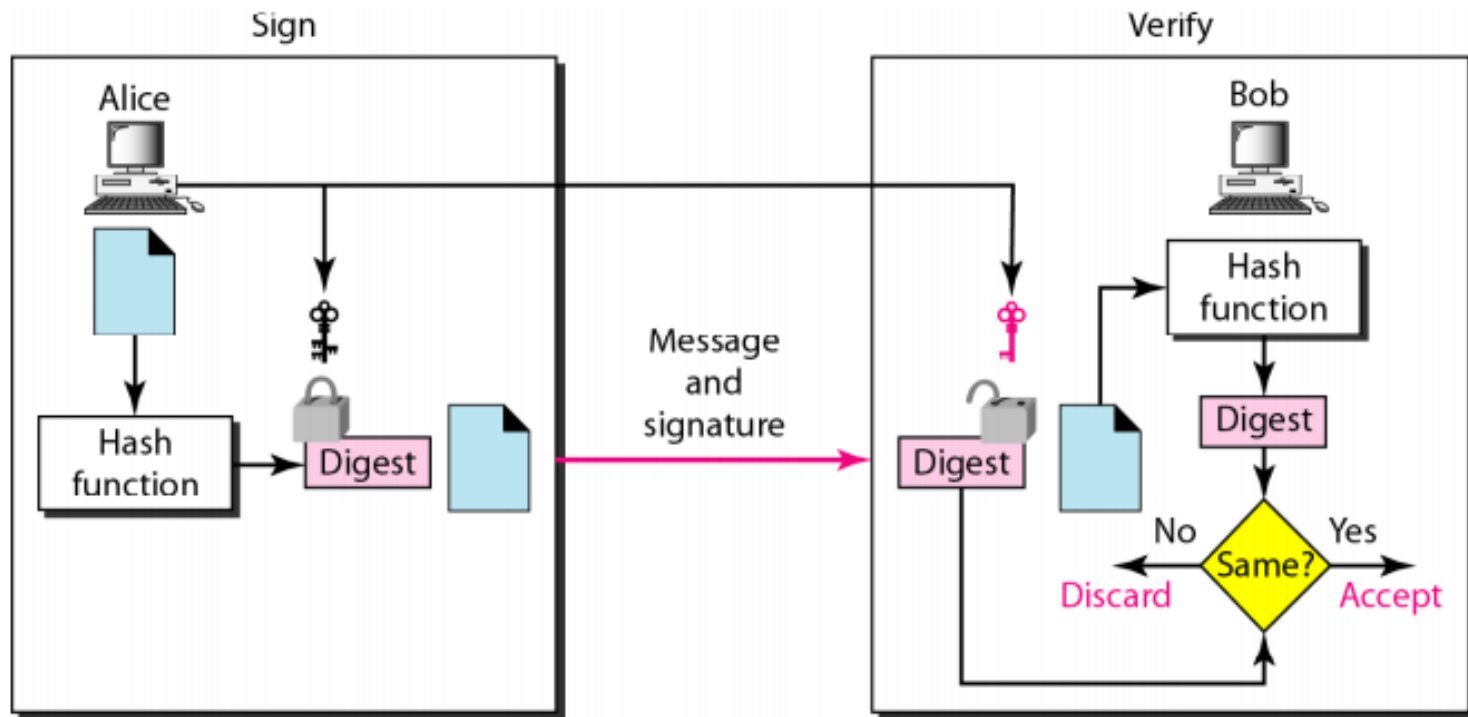 Sign
Verify
Alice
Bob
Hash
function
Message
and
signature
Hash
function
Digest
Digest
Digest
No
Yes
Same?
Discard
Accept